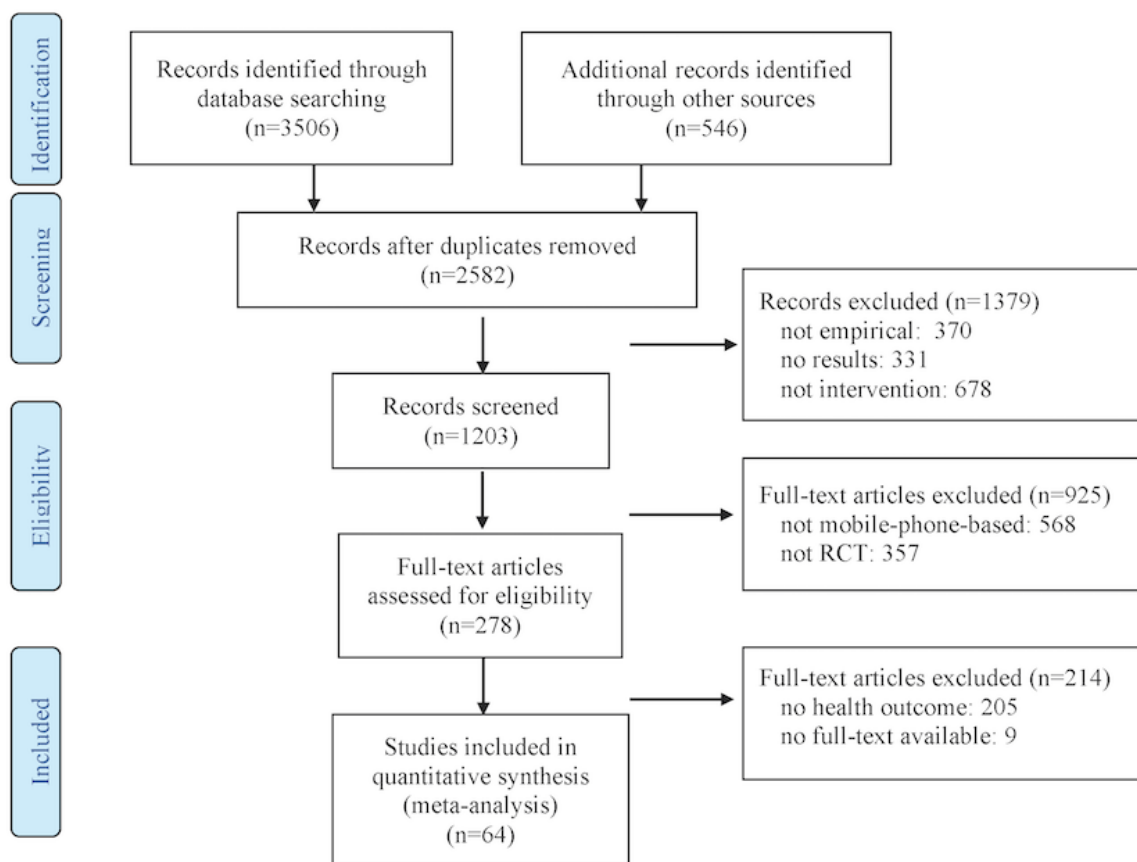 Identification
Records identified through
database searching
(n=3506)
Additional records identified
through other sources
(n=546)
Screening
Records after duplicates removed
(n=2582)
Records excluded (n=1379)
not empirical: 370
no results: 331
not intervention: 678
Records screened
(n=1203)
Eligibility
Full-text articles excluded (n=925)
not mobile-phone-based: 568
not RCT: 357
Full-text articles
assessed for eligibility
(n=278)
Included
Full-text articles excluded (n=214)
no health outcome: 205
no full-text available: 9
Studies included in
quantitative synthesis
(meta-analysis)
(n=64)